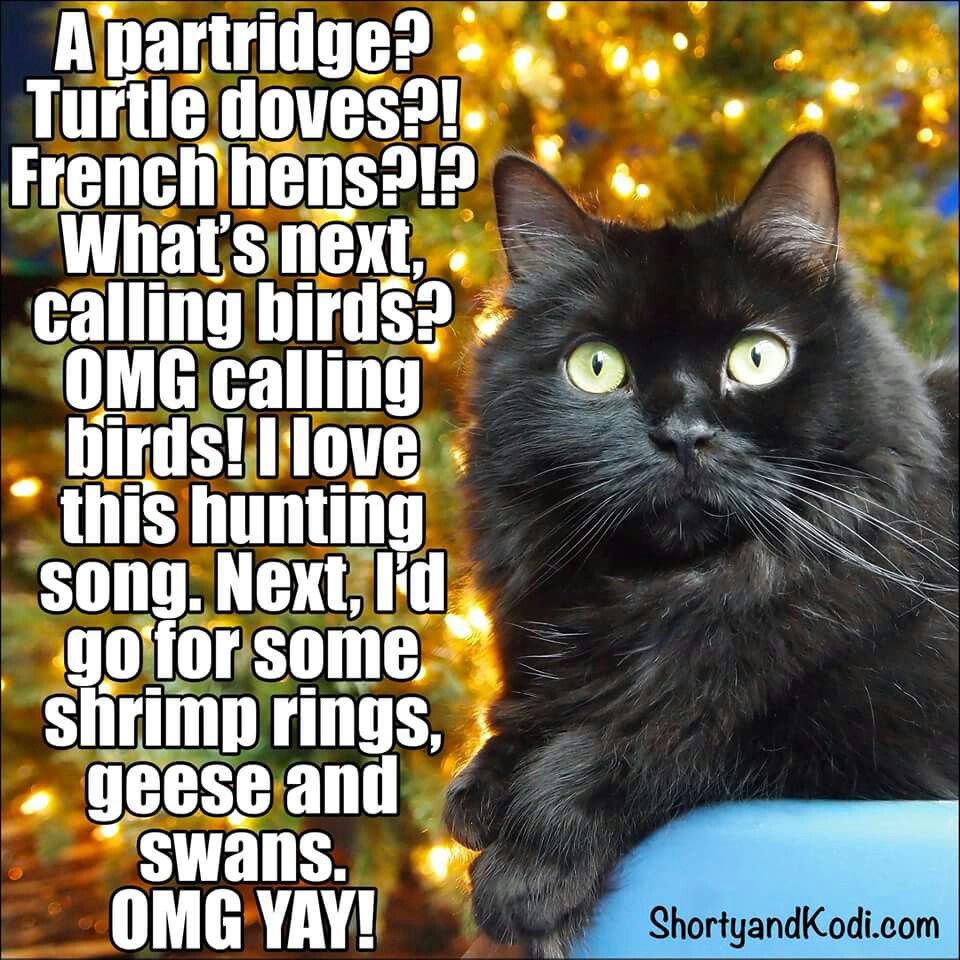 A partridge?
Turtle doves?!
French hens?!?
What's next,
calling birds?
OMG calling
birds! I love
this hunting
song. Next, I'd
go for some
shrimp rings,
geese and
swans.
OMG YAY!
ShortyandKodi.com